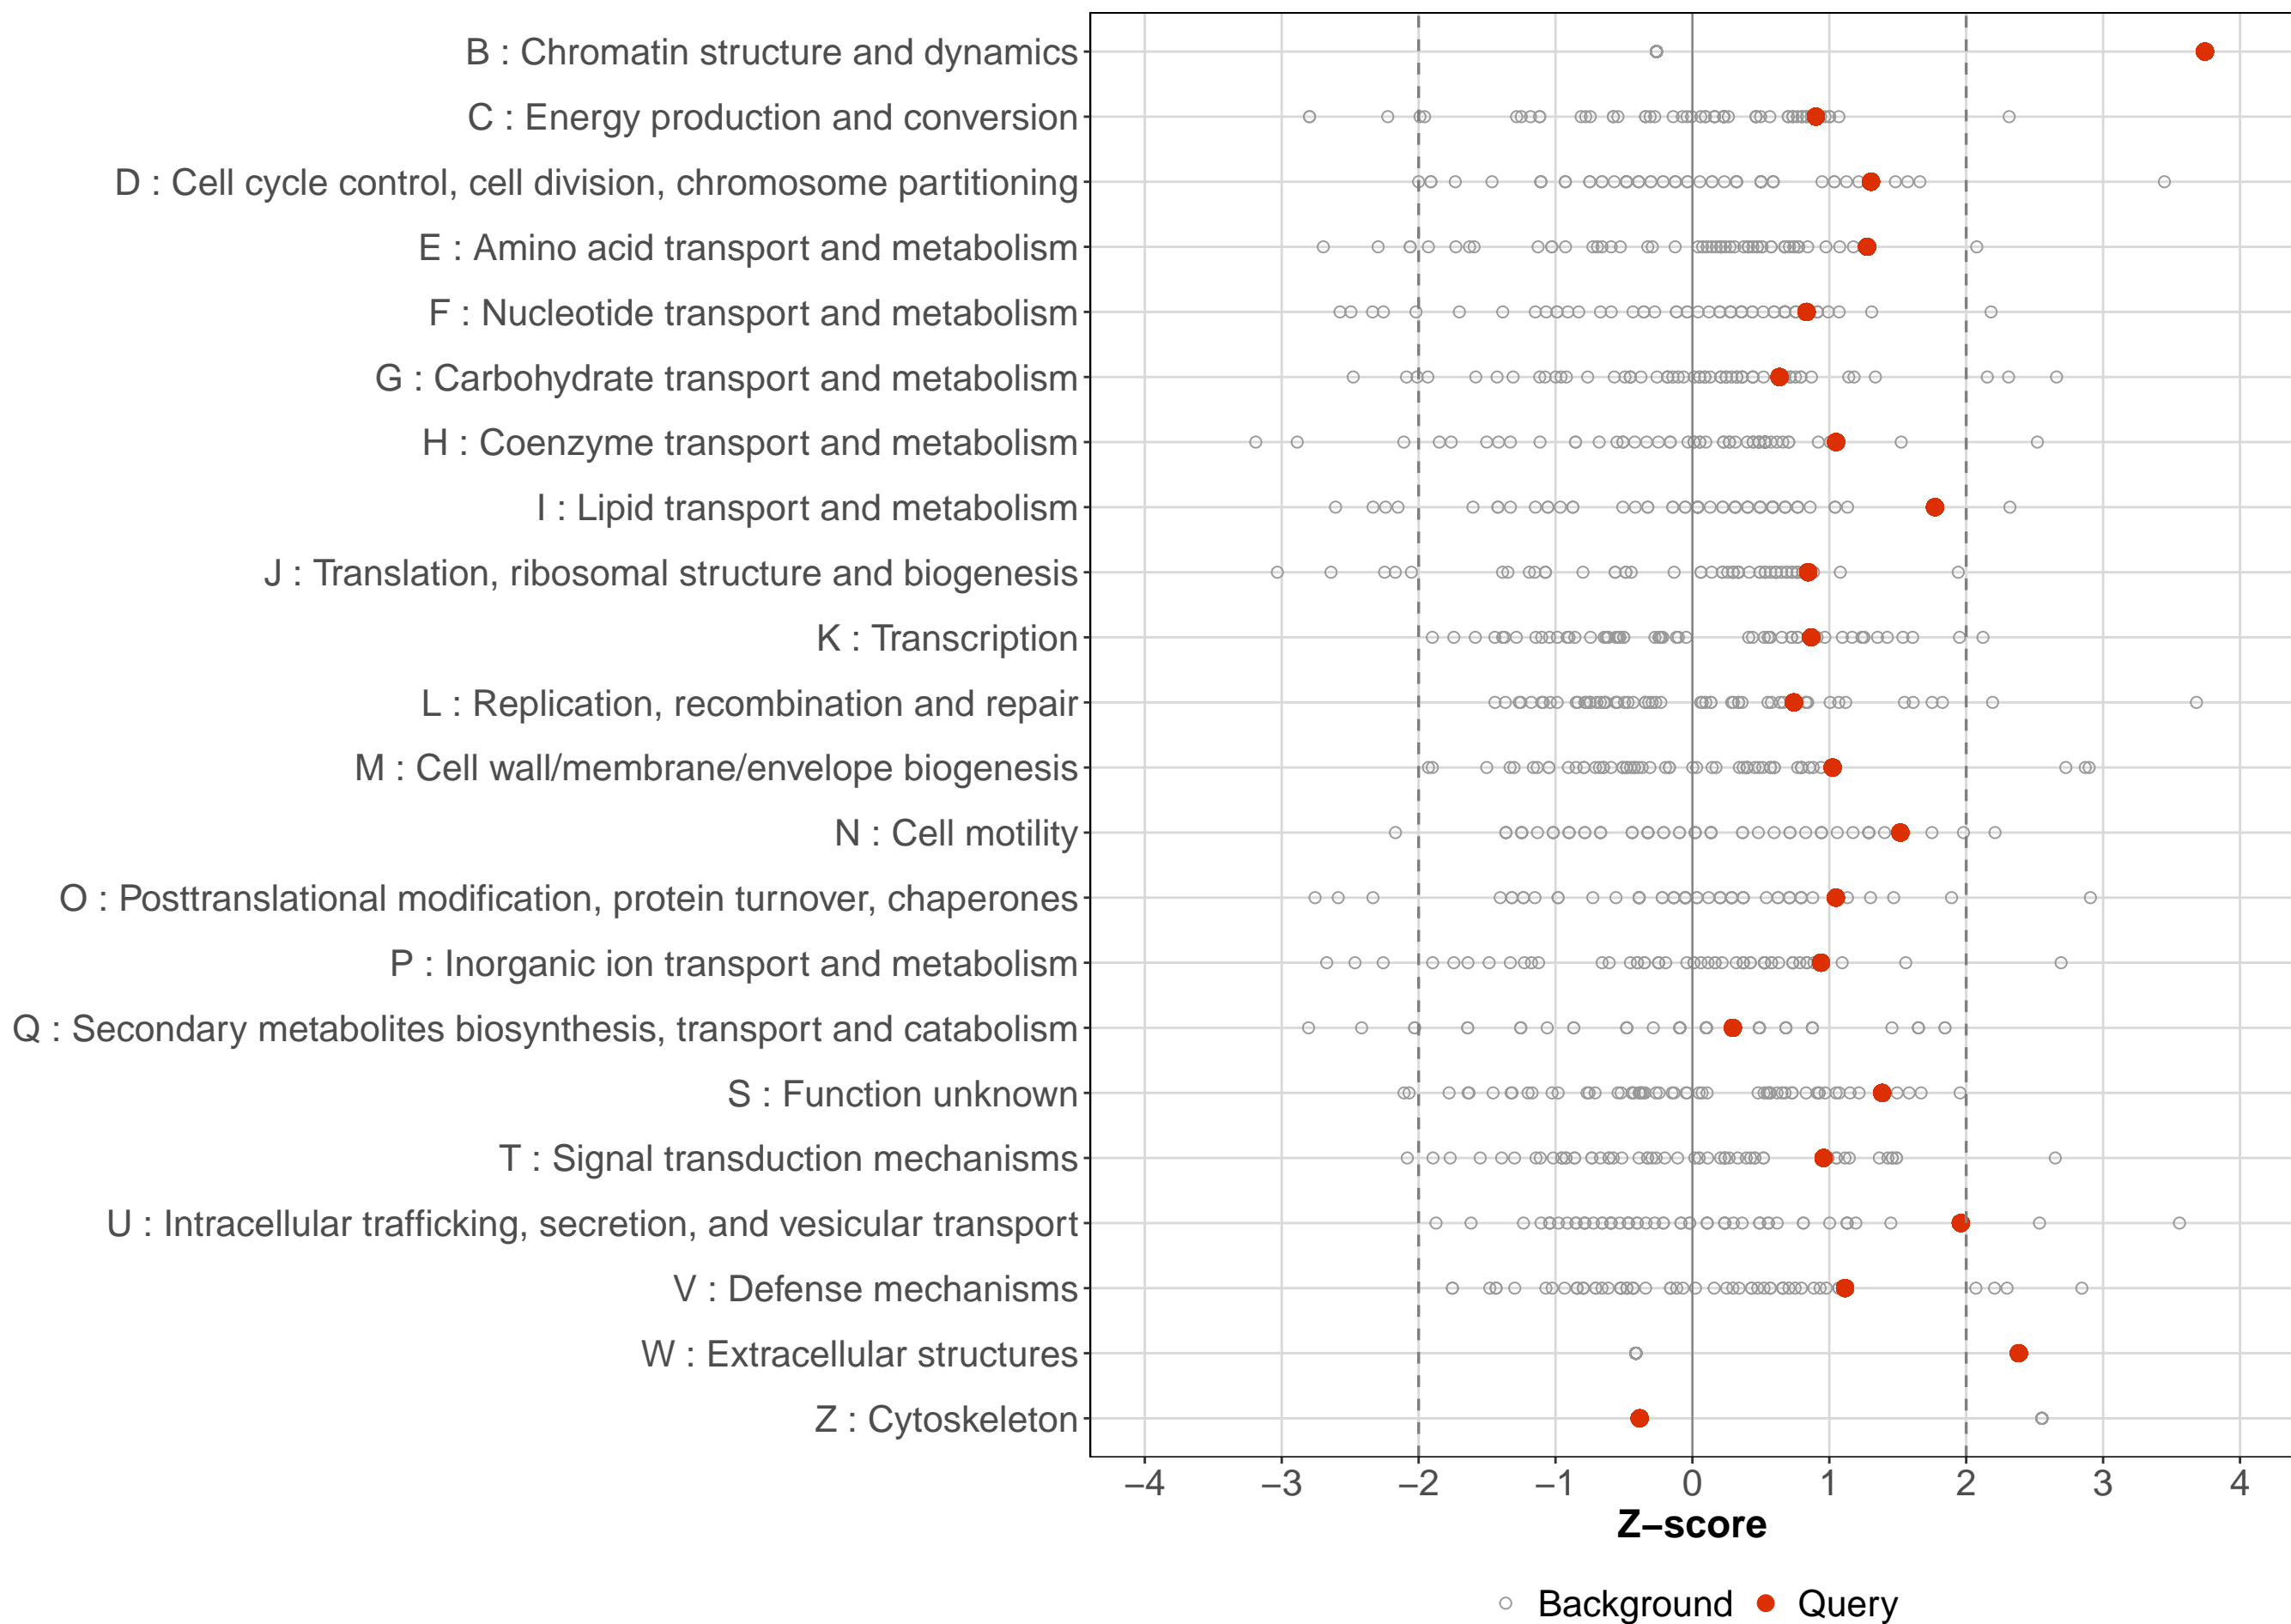 B : Chromatin structure and dynamics
C : Energy production and conversion
D : Cell cycle control, cell division, chromosome partitioning
E : Amino acid transport and metabolism
F : Nucleotide transport and metabolism
G : Carbohydrate transport and metabolism
H : Coenzyme transport and metabolism
I : Lipid transport and metabolism
J : Translation, ribosomal structure and biogenesis
K : Transcription
L : Replication, recombination and repair
M : Cell wall/membrane/envelope biogenesis
N : Cell motility
O : Posttranslational modification, protein turnover, chaperones
P : Inorganic ion transport and metabolism
Q : Secondary metabolites biosynthesis, transport and catabolism
S : Function unknown
T : Signal transduction mechanisms
U : Intracellular trafficking, secretion, and vesicular transport
V : Defense mechanisms
W : Extracellular structures
Z : Cytoskeleton
−4 −3 −2 −1 0 1 2 3 4
Z−score
Background Query